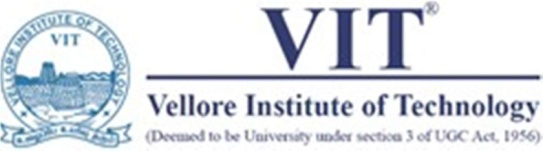 VELLORE INSTITUTE OF TECHNOLOGY
VIT
VIT®
Vellore Institute of Technology
(Deemed to be University under section 3 of UGC Act, 1956)